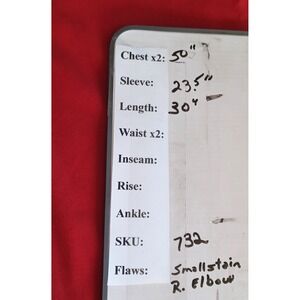 Chest x2: 50"
Sleeve: 23.5"
Length: 30"
Waist x2:
Inseam:
Rise:
Ankle:
SKU: 732
Flaws: Small stain
R. Elbow